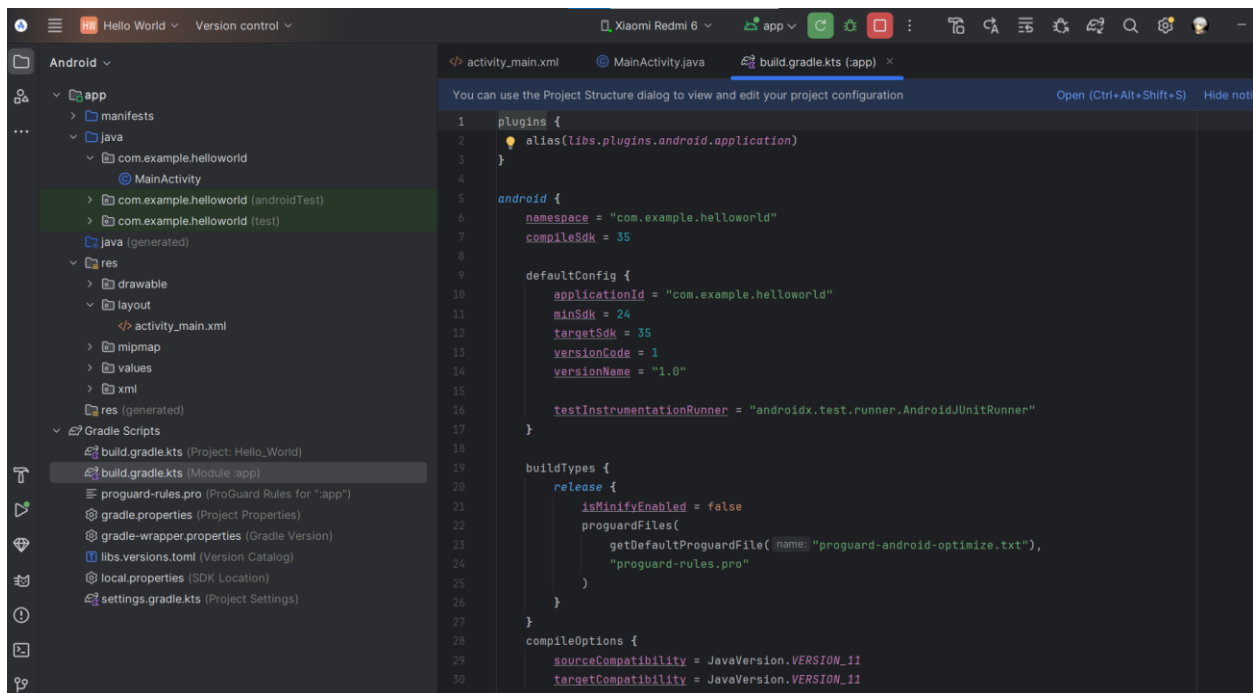 HW Hello World Version control Xiaomi Redmi 6 app
Android
app
manifests
java
com.example.helloworld
MainActivity
com.example.helloworld (androidTest)
com.example.helloworld (test)
java (generated)
res
drawable
layout
activity_main.xml
mipmap
values
xml
res (generated)
Gradle Scripts
build.gradle.kts (Project: Hello_World)
build.gradle.kts (Module :app)
proguard-rules.pro (ProGuard Rules for ":app")
gradle.properties (Project Properties)
gradle-wrapper.properties (Gradle Version)
libs.versions.toml (Version Catalog)
local.properties (SDK Location)
settings.gradle.kts (Project Settings)
activity_main.xml MainActivity.java build.gradle.kts (:app)
You can use the Project Structure dialog to view and edit your project configuration Open (Ctrl+Alt+Shift+S) Hide noti
1 plugins {
2 alias(libs.plugins.android.application)
3 }
4
5 android {
6 namespace = "com.example.helloworld"
7 compileSdk = 35
8
9 defaultConfig {
10 applicationId = "com.example.helloworld"
11 minSdk = 24
12 targetSdk = 35
13 versionCode = 1
14 versionName = "1.0"
15
16 testInstrumentationRunner = "androidx.test.runner.AndroidJUnitRunner"
17 }
18
19 buildTypes {
20 release {
21 isMinifyEnabled = false
22 proguardFiles(
23 getDefaultProguardFile( name: "proguard-android-optimize.txt"),
24 "proguard-rules.pro"
25 )
26 }
27 }
28 compileOptions {
29 sourceCompatibility = JavaVersion.VERSION_11
30 targetCompatibility = JavaVersion.VERSION_11